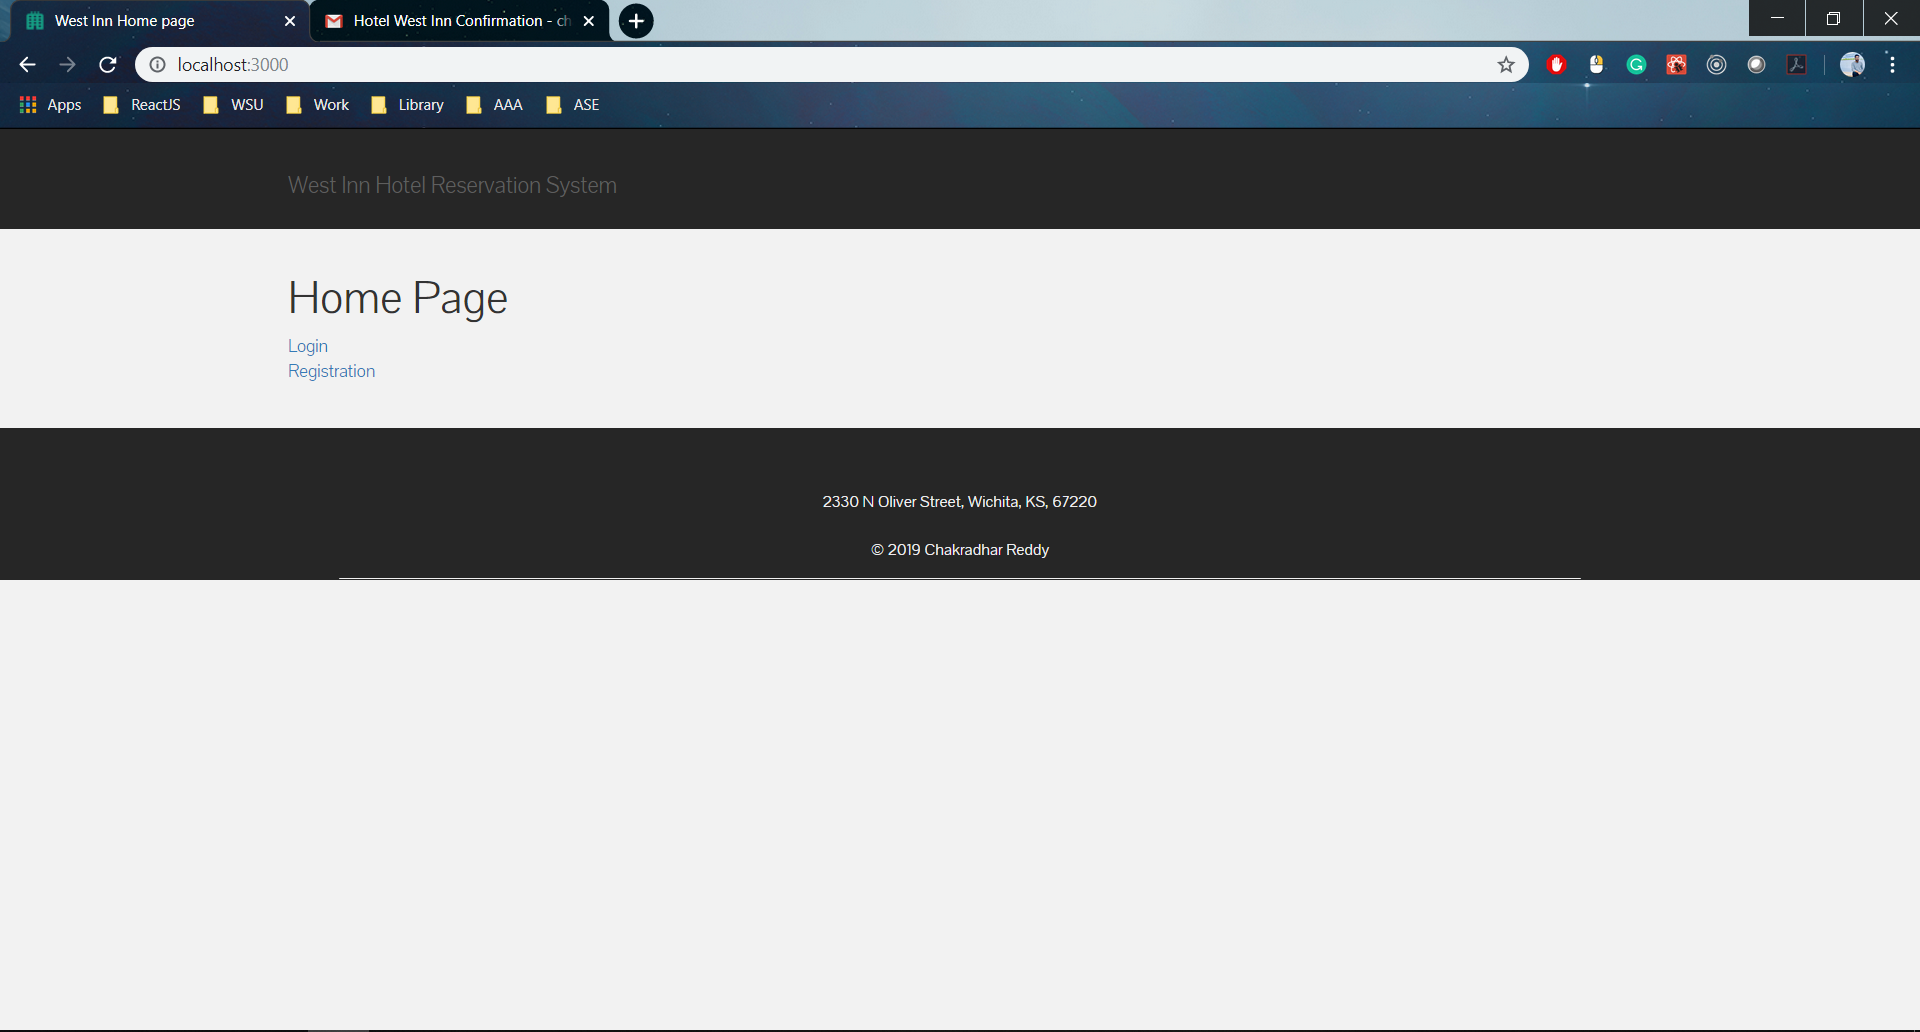 West Inn Home page
Hotel West Inn Confirmation - ch
localhost:3000
Apps
ReactJS
WSU
Work
Library
AAA
ASE
West Inn Hotel Reservation System
Home Page
Login
Registration
2330 N Oliver Street, Wichita, KS, 67220
© 2019 Chakradhar Reddy